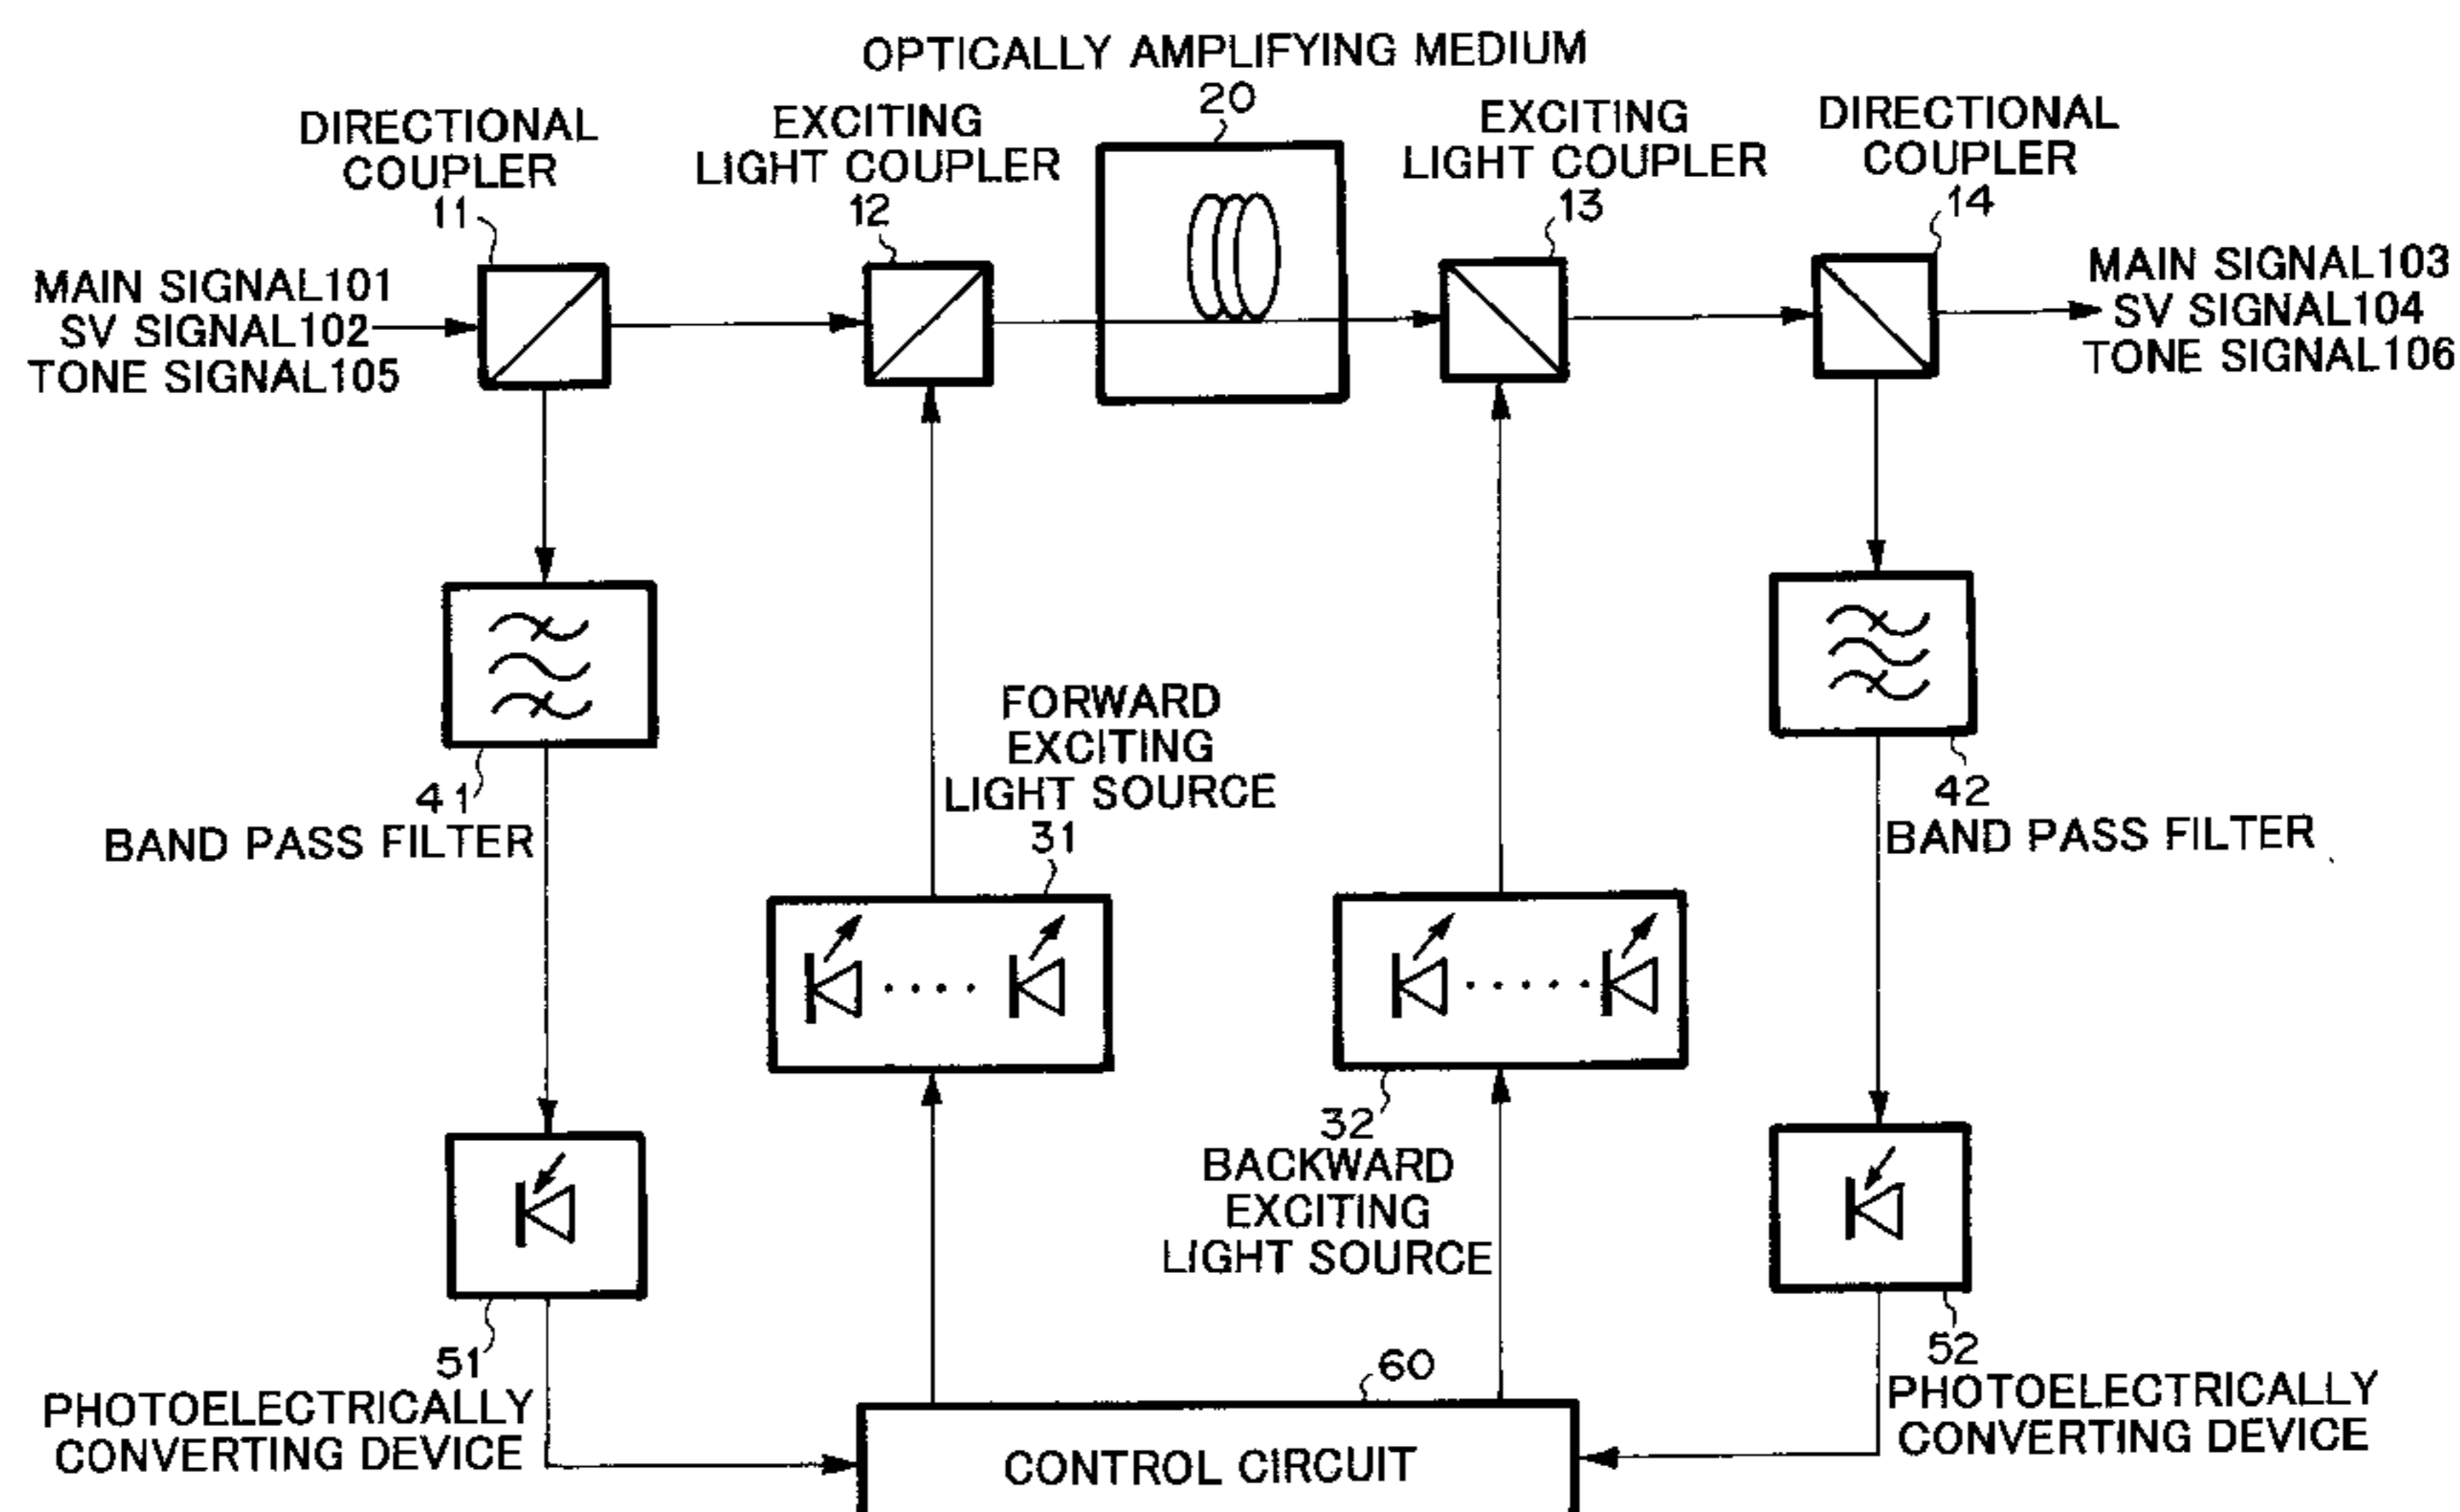 OPTICALLY AMPLIFYING MEDIUM
20
DIRECTIONAL
COUPLER
11
EXCITING
LIGHT COUPLER
12
EXCITING
LIGHT COUPLER
13
DIRECTIONAL
COUPLER
14
MAIN SIGNAL101
SV SIGNAL102
TONE SIGNAL105
MAIN SIGNAL103
SV SIGNAL104
TONE SIGNAL106
41
BAND PASS FILTER
FORWARD
EXCITING
LIGHT SOURCE
31
42
BAND PASS FILTER
32
BACKWARD
EXCITING
LIGHT SOURCE
51
PHOTOELECTRICALLY
CONVERTING DEVICE
60
CONTROL CIRCUIT
52
PHOTOELECTRICALLY
CONVERTING DEVICE